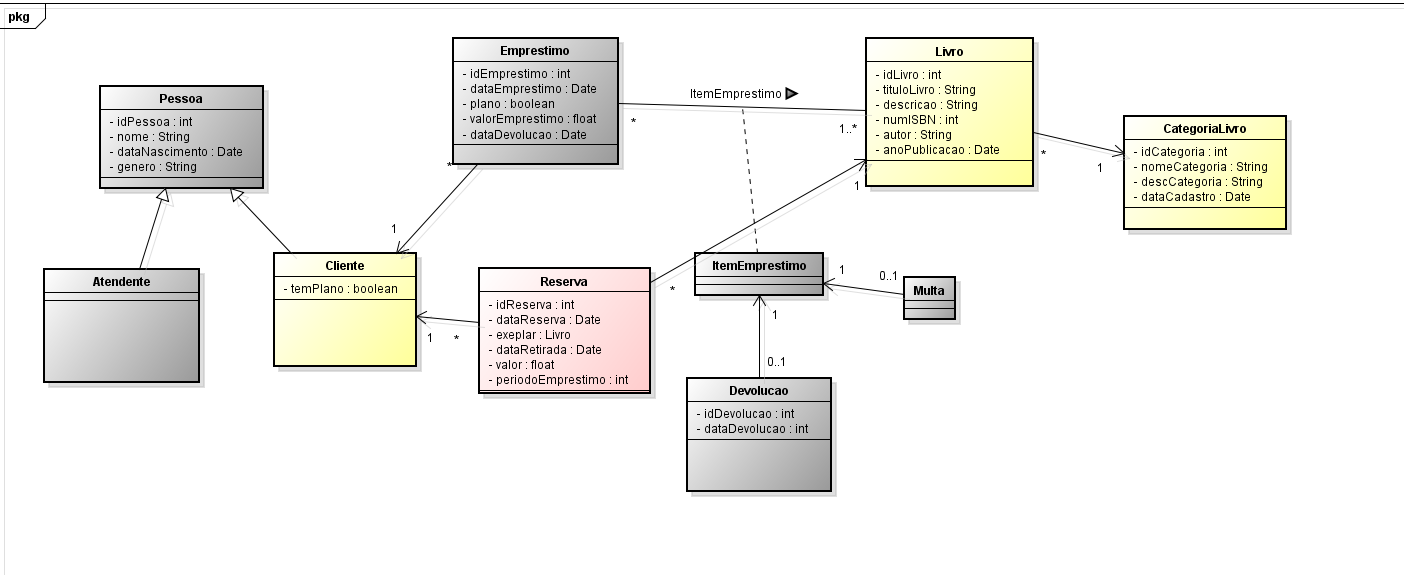 pkg
Pessoa
- idPessoa : int
- nome : String
- dataNascimento : Date
- genero : String
Emprestimo
- idEmprestimo : int
- dataEmprestimo : Date
- plano : boolean
- valorEmprestimo : float
- dataDevolucao : Date
ItemEmprestimo
*
1..*
Livro
- idLivro : int
- tituloLivro : String
- descricao : String
- numISBN : int
- autor : String
- anoPublicacao : Date
*
1
CategoriaLivro
- idCategoria : int
- nomeCategoria : String
- descCategoria : String
- dataCadastro : Date
*
1
1
Atendente
Cliente
- temPlano : boolean
1
*
Reserva
- idReserva : int
- dataReserva : Date
- exeplar : Livro
- dataRetirada : Date
- valor : float
- periodoEmprestimo : int
*
ItemEmprestimo
1
0..1
Multa
1
0..1
Devolucao
- idDevolucao : int
- dataDevolucao : int